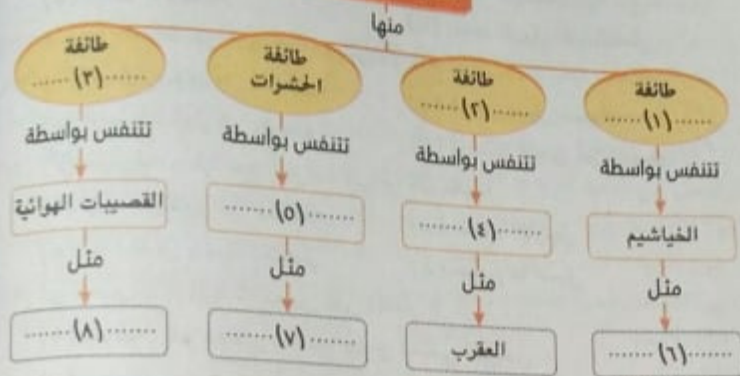 منها
طائفة
......(١)......
طائفة
......(٢)......
طائفة
الحشرات
طائفة
......(٣)......
تتنفس بواسطة
تتنفس بواسطة
تتنفس بواسطة
تتنفس بواسطة
الخياشيم
.......(٤).......
.......(٥).......
القصيبات الهوائية
مثل
مثل
مثل
مثل
.......(٦).......
العقرب
.......(٧).......
.......(٨).......